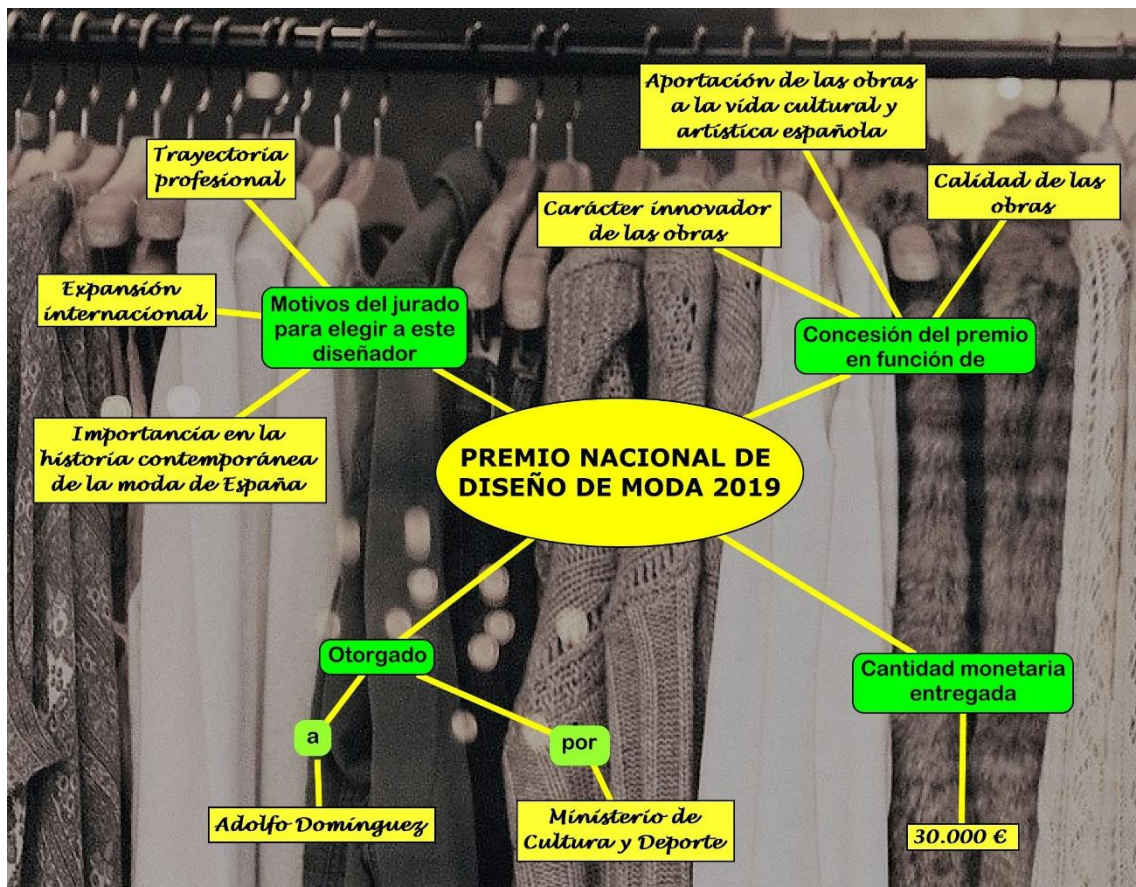 Aportación de las obras
a la vida cultural y
artística española
Trayectoria
profesional
Calidad de las
obras
Carácter innovador
de las obras
Expansión
internacional
Motivos del jurado
para elegir a este
diseñador
Concesión del premio
en función de
Importancia en la
historia contemporánea
de la moda de España
PREMIO NACIONAL DE
DISEÑO DE MODA 2019
Otorgado
Cantidad monetaria
entregada
a
por
Adolfo Domínguez
Ministerio de
Cultura y Deporte
30.000 €